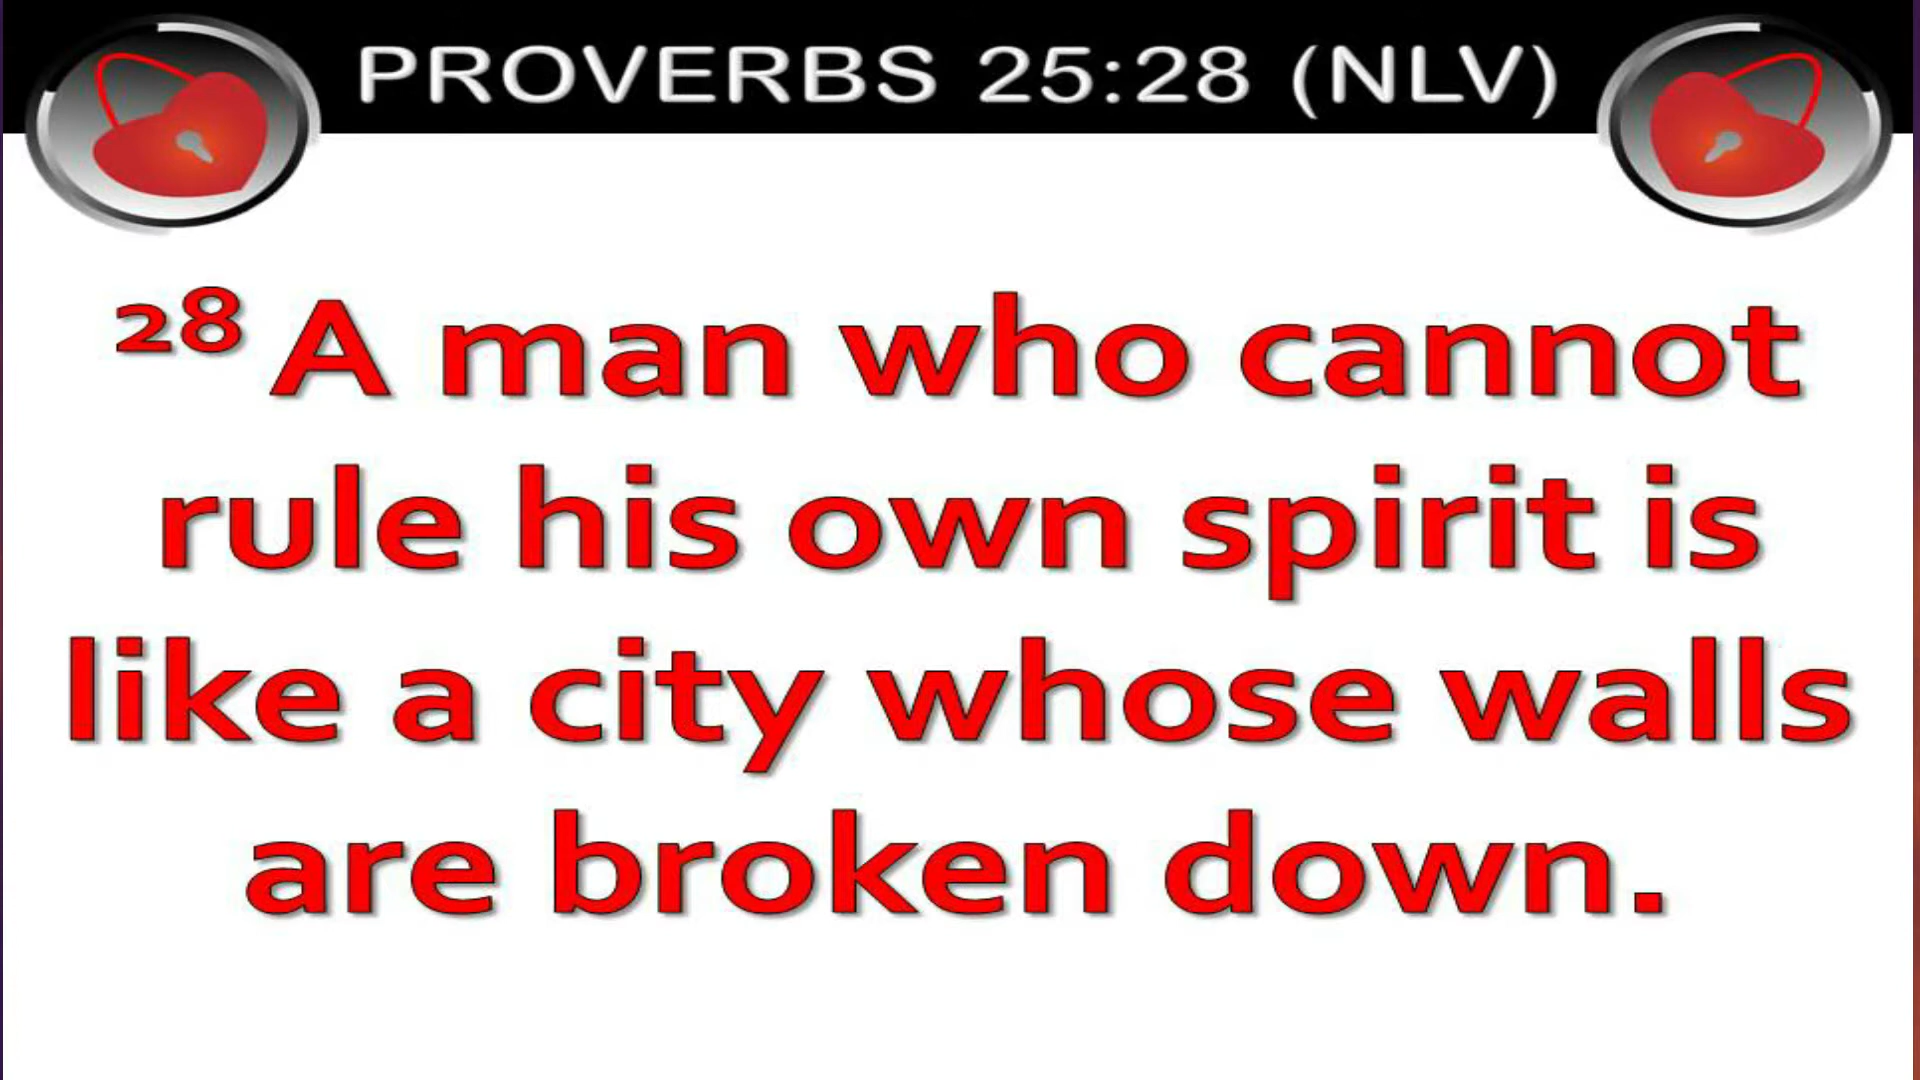 PROVERBS 25:28 (NLV)
28 A man who cannot
rule his own spirit is
like a city whose walls
are broken down.